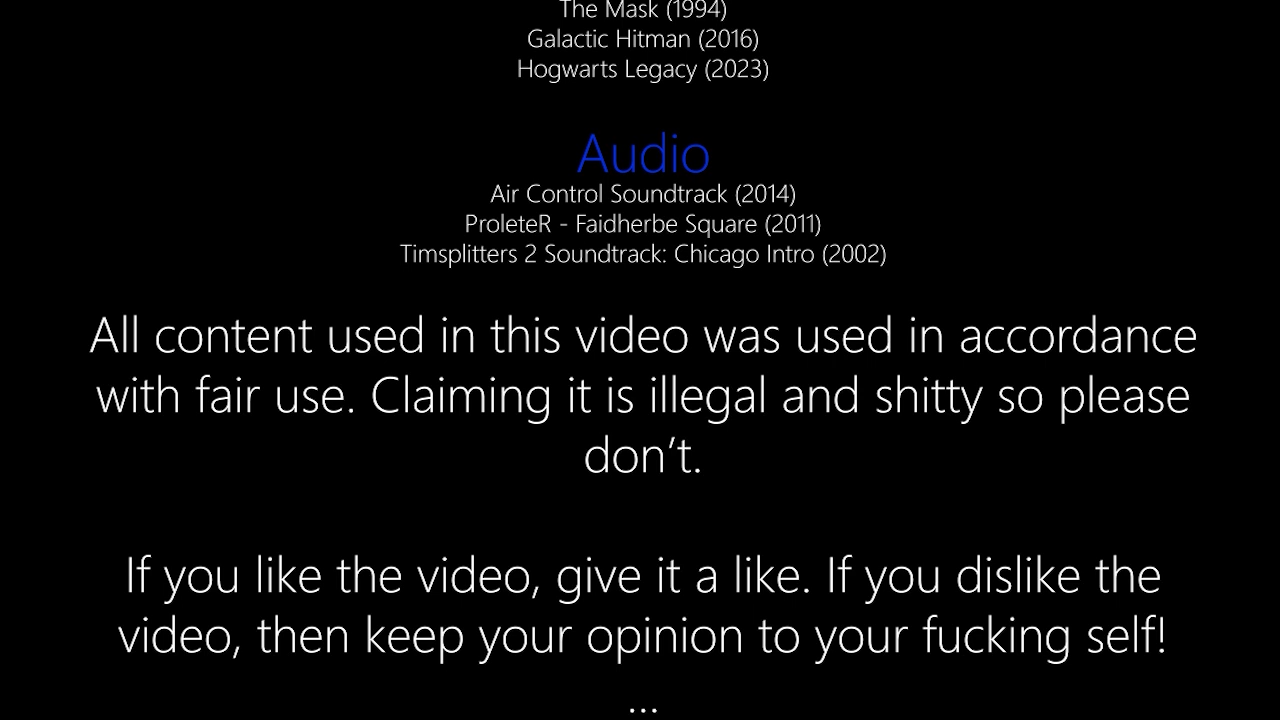 The Mask (1994)
Galactic Hitman (2016)
Hogwarts Legacy (2023)
Audio
Air Control Soundtrack (2014)
ProleteR - Faidherbe Square (2011)
Timsplitters 2 Soundtrack: Chicago Intro (2002)
All content used in this video was used in accordance
with fair use. Claiming it is illegal and shitty so please
don’t.
If you like the video, give it a like. If you dislike the
video, then keep your opinion to your fucking self!
...